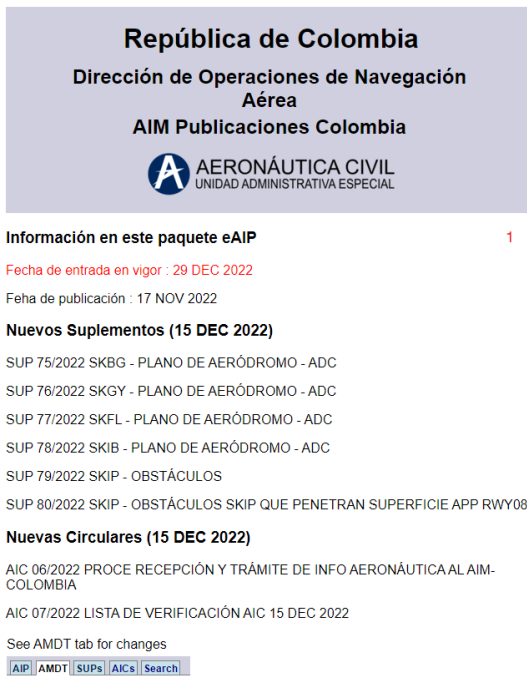 República de Colombia
Dirección de Operaciones de Navegación
Aérea
AIM Publicaciones Colombia
AERONÁUTICA CIVIL
UNIDAD ADMINISTRATIVA ESPECIAL
Información en este paquete eAIP 1
Fecha de entrada en vigor : 29 DEC 2022
Feha de publicación : 17 NOV 2022
Nuevos Suplementos (15 DEC 2022)
SUP 75/2022 SKBG - PLANO DE AERÓDROMO - ADC
SUP 76/2022 SKGY - PLANO DE AERÓDROMO - ADC
SUP 77/2022 SKFL - PLANO DE AERÓDROMO - ADC
SUP 78/2022 SKIB - PLANO DE AERÓDROMO - ADC
SUP 79/2022 SKIP - OBSTÁCULOS
SUP 80/2022 SKIP - OBSTÁCULOS SKIP QUE PENETRAN SUPERFICIE APP RWY08
Nuevas Circulares (15 DEC 2022)
AIC 06/2022 PROCE RECEPCIÓN Y TRÁMITE DE INFO AERONÁUTICA AL AIM-
COLOMBIA
AIC 07/2022 LISTA DE VERIFICACIÓN AIC 15 DEC 2022
See AMDT tab for changes
AIP AMDT SUPs AICs Search